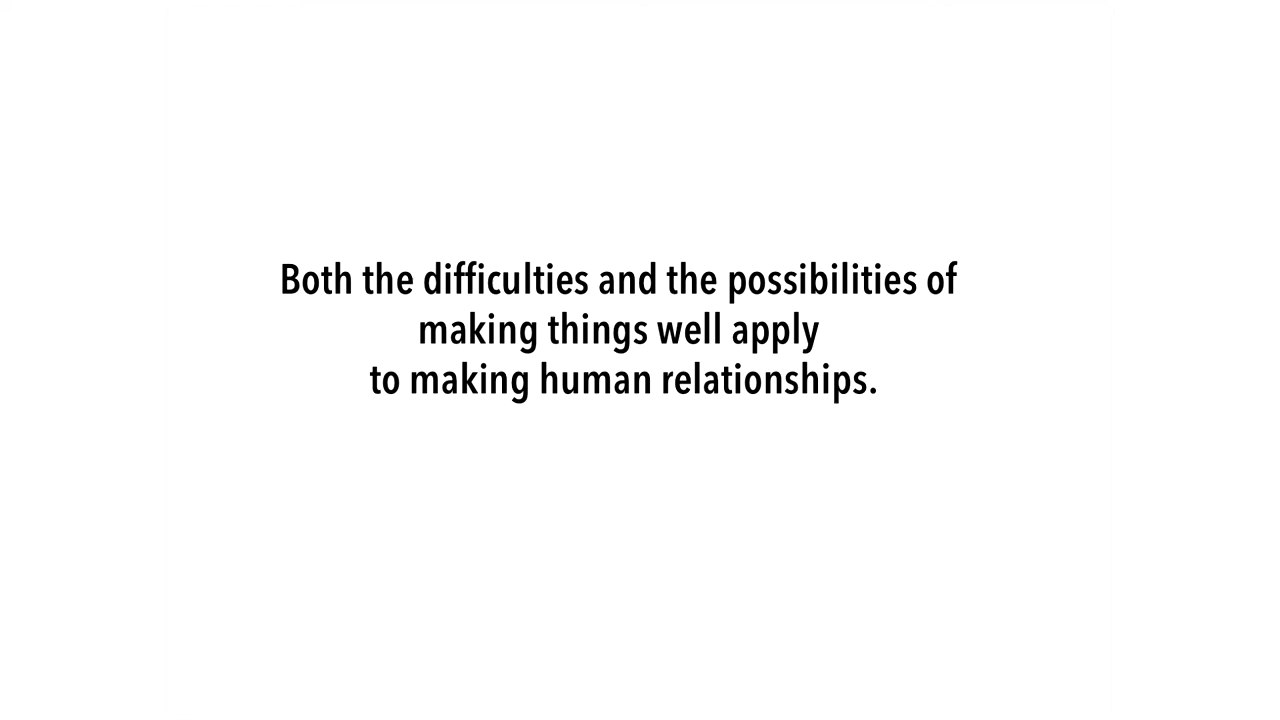 Both the difficulties and the possibilities of
making things well apply
to making human relationships.